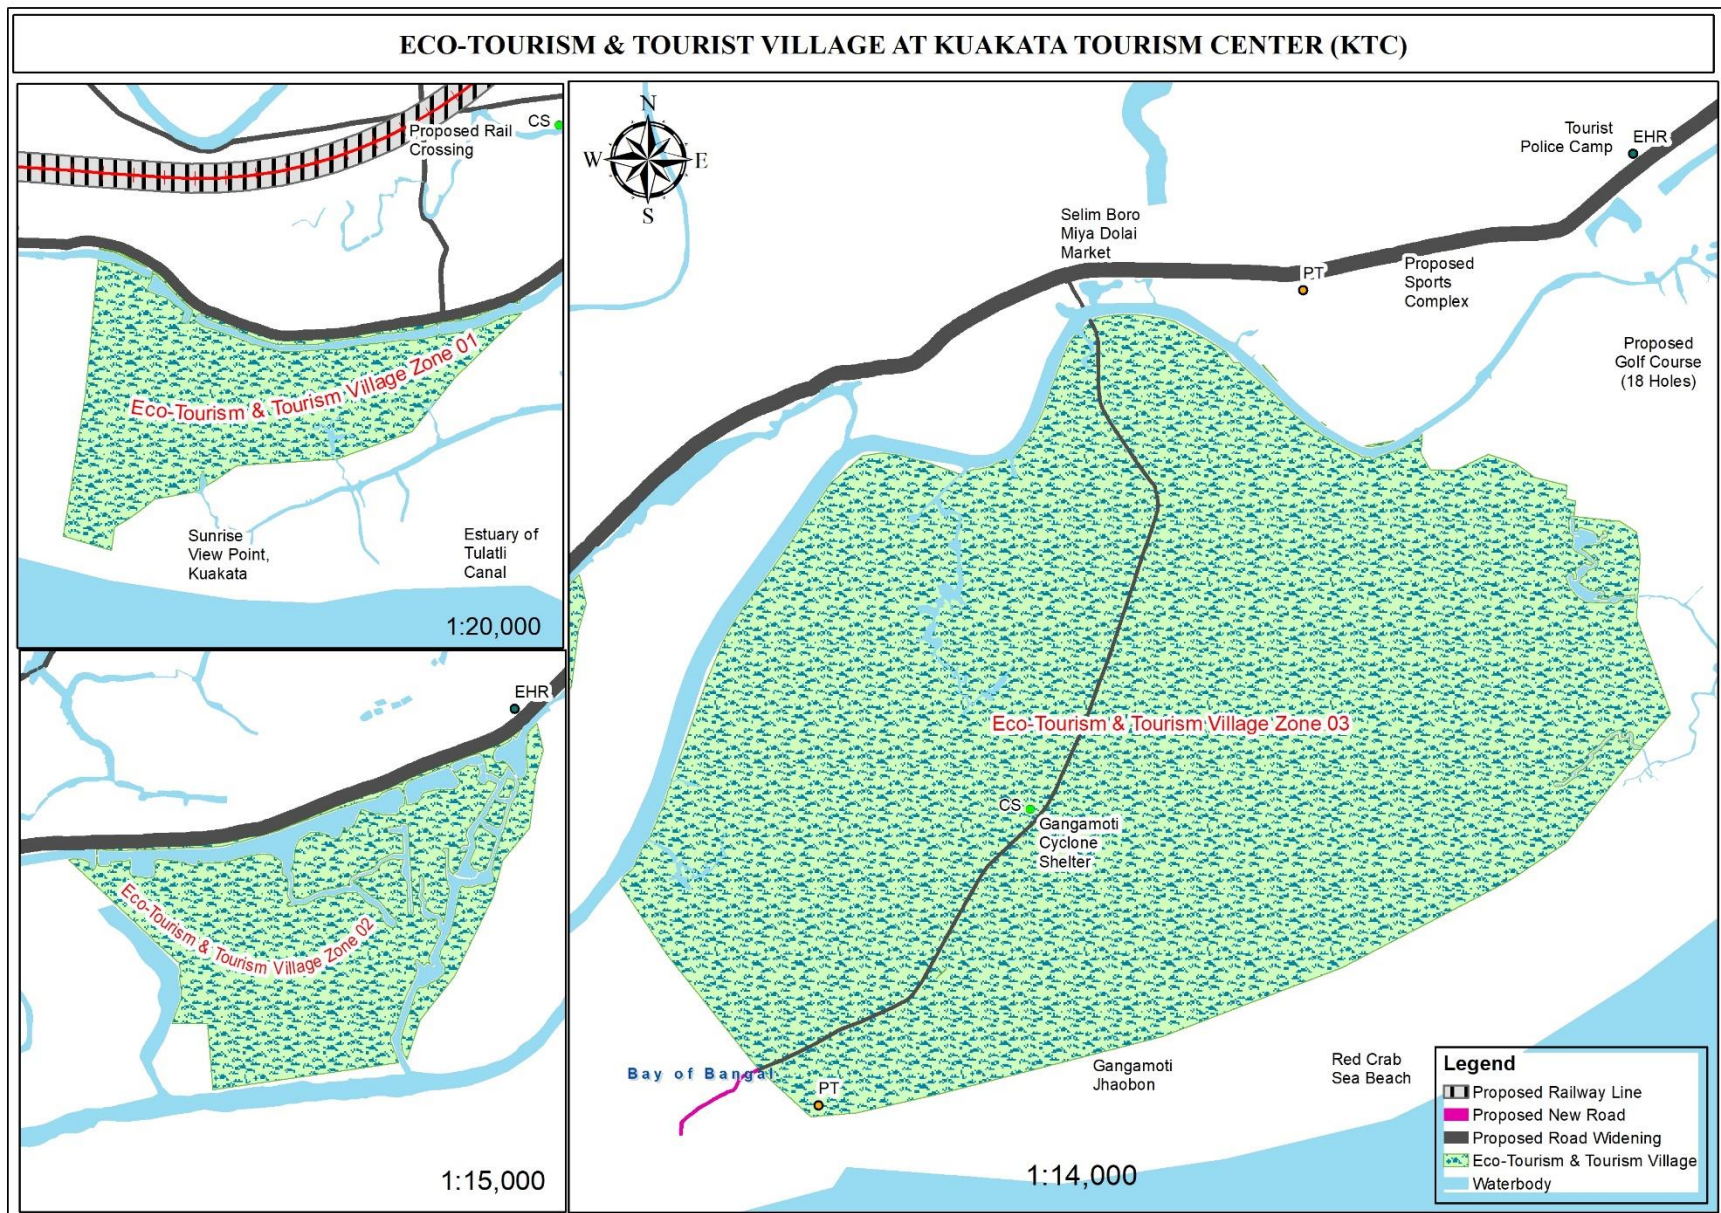 ECO-TOURISM & TOURIST VILLAGE AT KUAKATA TOURISM CENTER (KTC)
Proposed Rail
Crossing
CS
Eco-Tourism & Tourism Village Zone 01
Sunrise
View Point,
Kuakata
Estuary of
Tulatli
Canal
1:20,000
EHR
Eco-Tourism & Tourism Village Zone 02
1:15,000
N
W
E
S
Selim Boro
Miya Dolai
Market
Tourist
Police Camp
EHR
PT
Proposed
Sports
Complex
Proposed
Golf Course
(18 Holes)
Eco-Tourism & Tourism Village Zone 03
CS
Gangamoti
Cyclone
Shelter
Bay of Bangal
PT
Gangamoti
Jhaobon
Red Crab
Sea Beach
1:14,000
Legend
Proposed Railway Line
Proposed New Road
Proposed Road Widening
Eco-Tourism & Tourism Village
Waterbody